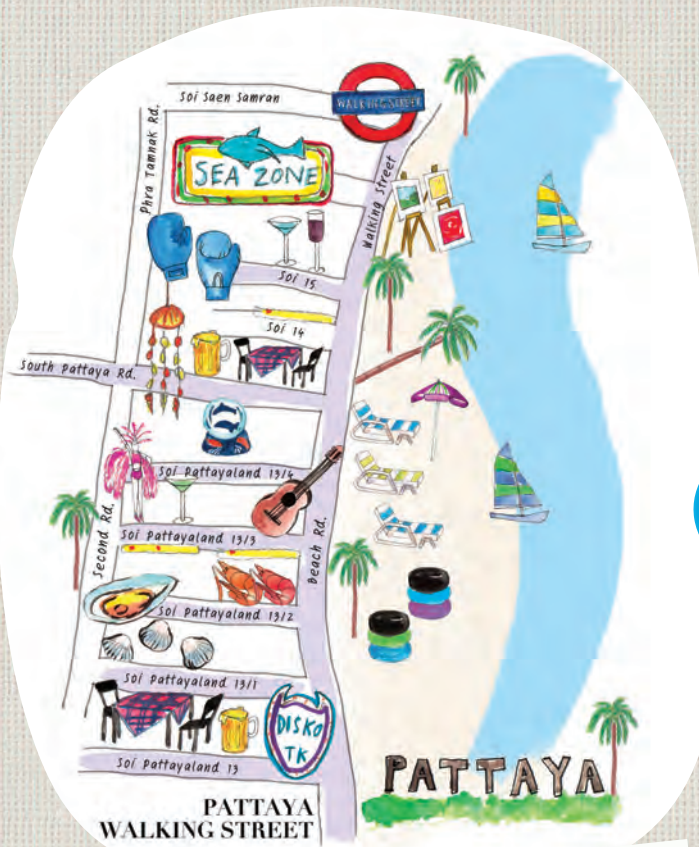 Soi Saen Samran
WALKING STREET
Phra Tamnak Rd.
SEA ZONE
Walking Street
Soi 15
Soi 14
South Pattaya Rd.
Soi Pattayaland 13/4
Second Rd.
Soi Pattayaland 13/3
Beach Rd.
Soi Pattayaland 13/2
Soi Pattayaland 13/1
DISKO
TK
Soi Pattayaland 13
PATTAYA
PATTAYA
WALKING STREET